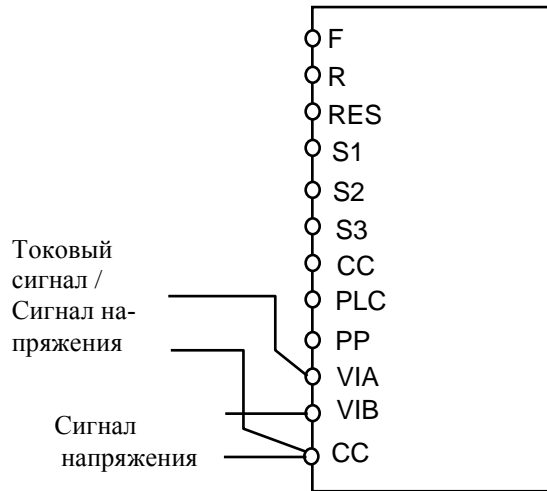 F
R
RES
S1
S2
S3
CC
PLC
PP
VIA
VIB
CC
Токовый
сигнал /
Сигнал на-
пряжения
Сигнал
напряжения